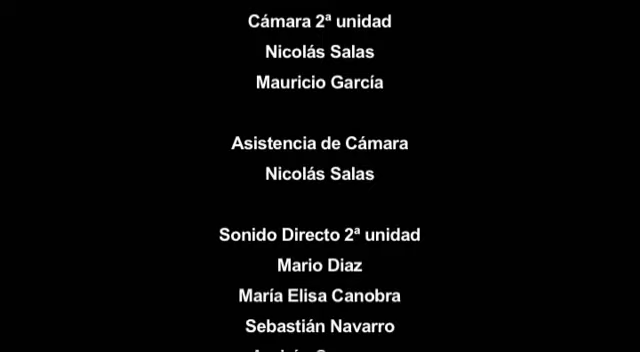 Cámara 2ª unidad
Nicolás Salas
Mauricio García
Asistencia de Cámara
Nicolás Salas
Sonido Directo 2ª unidad
Mario Diaz
María Elisa Canobra
Sebastián Navarro